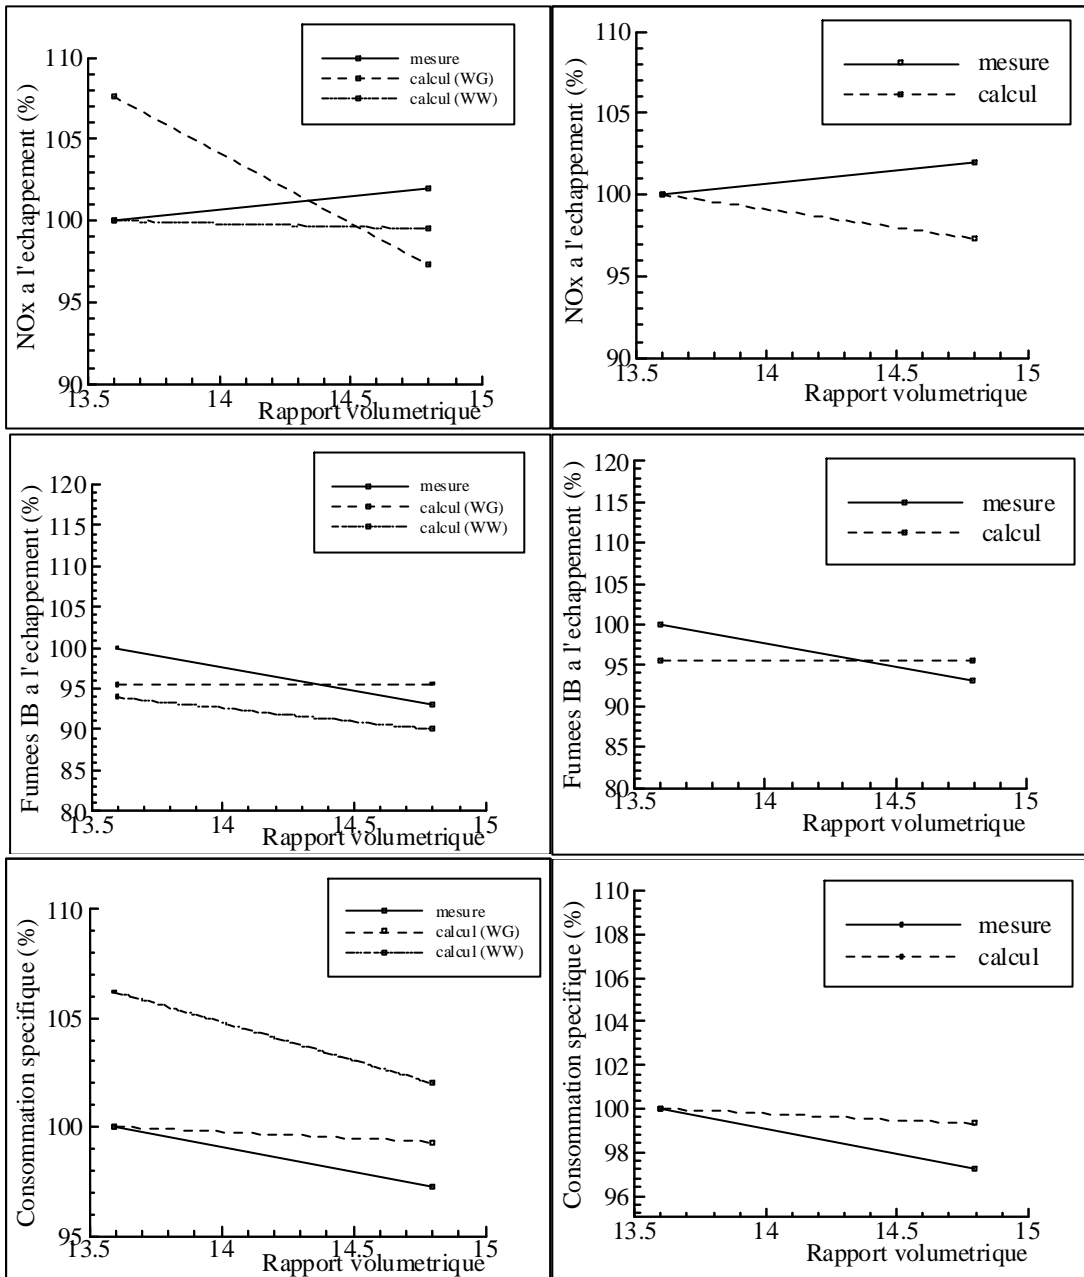 mesure
calcul (WG)
calcul (WW)
NOx a l'echappement (%)
110
105
100
95
90
13.5
14
14.5
15
Rapport volumetrique
mesure
calcul
NOx a l'echappement (%)
110
105
100
95
90
13.5
14
14.5
15
Rapport volumetrique
mesure
calcul (WG)
calcul (WW)
Fumees IB a l'echappement (%)
120
115
110
105
100
95
90
85
80
13.5
14
14.5
15
Rapport volumetrique
mesure
calcul
Fumees IB a l'echappement (%)
120
115
110
105
100
95
90
85
80
13.5
14
14.5
15
Rapport volumetrique
mesure
calcul (WG)
calcul (WW)
Consommation specifique (%)
110
105
100
95
13.5
14
14.5
15
Rapport volumetrique
mesure
calcul
Consommation specifique (%)
110
108
106
104
102
100
98
96
13.5
14
14.5
15
Rapport volumetrique